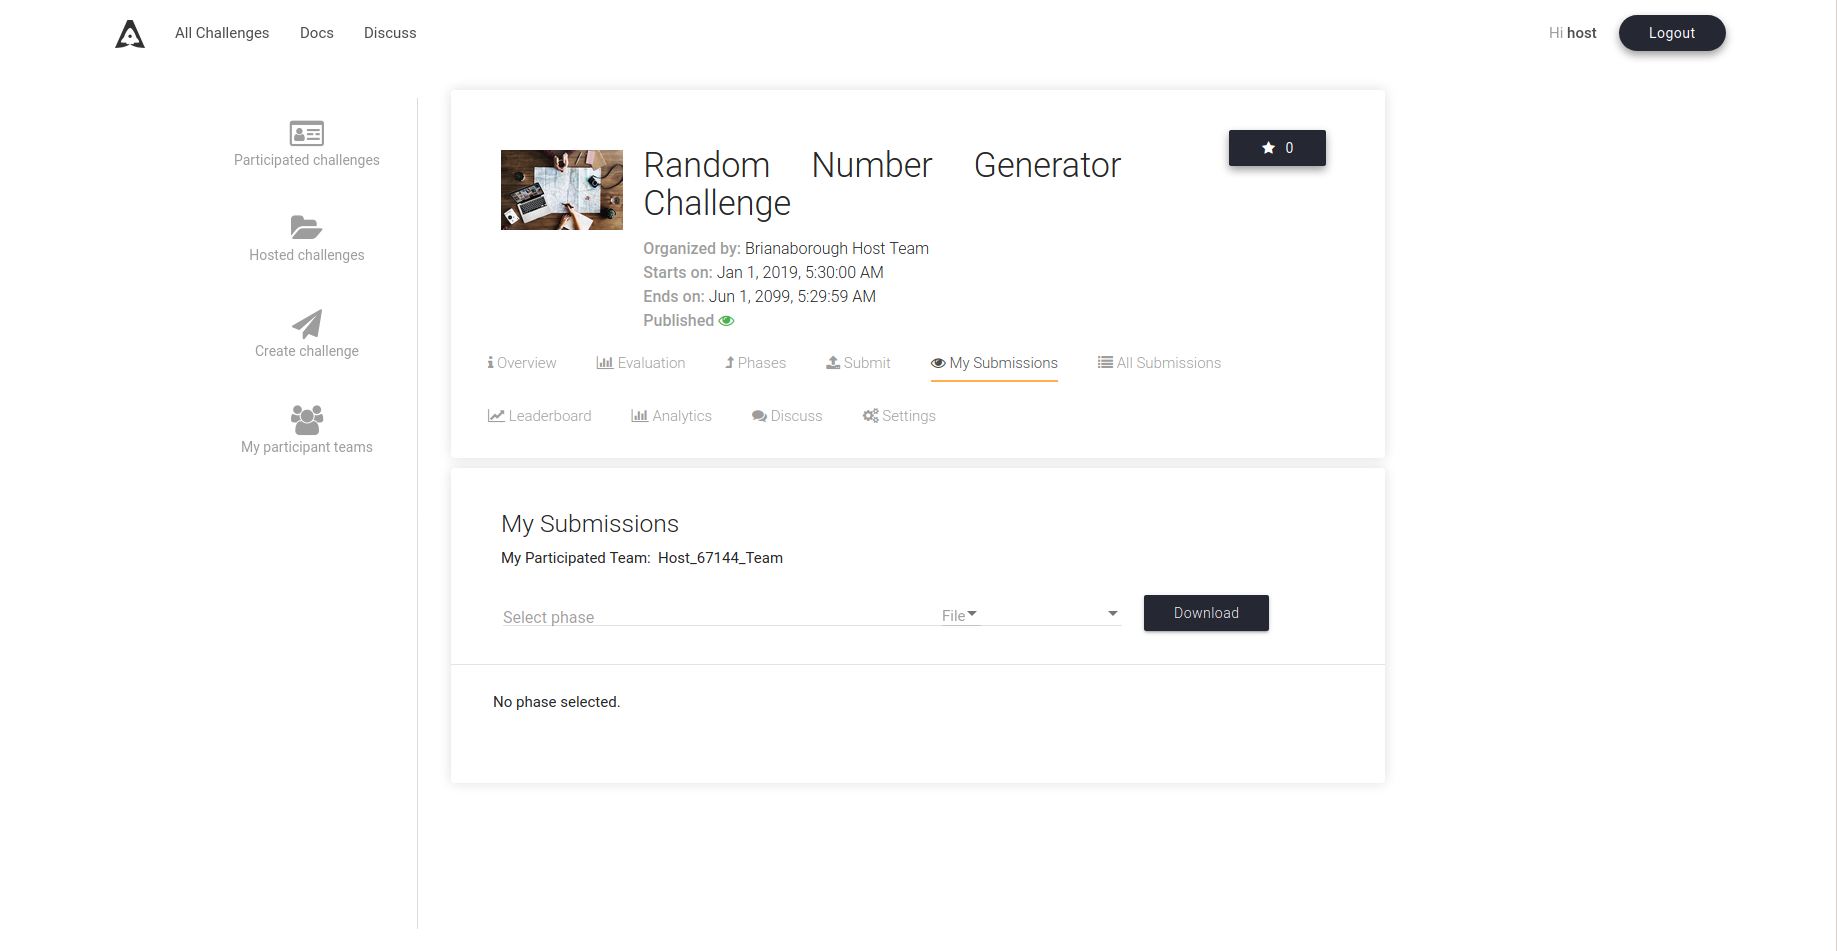 All Challenges Docs Discuss
Hi host
Logout
Participated challenges
Hosted challenges
Create challenge
My participant teams
Random Number Generator
Challenge
0
Organized by: Brianaborough Host Team
Starts on: Jan 1, 2019, 5:30:00 AM
Ends on: Jun 1, 2099, 5:29:59 AM
Published
Overview Evaluation Phases Submit My Submissions All Submissions
Leaderboard Analytics Discuss Settings
My Submissions
My Participated Team: Host_67144_Team
Select phase File Download
No phase selected.